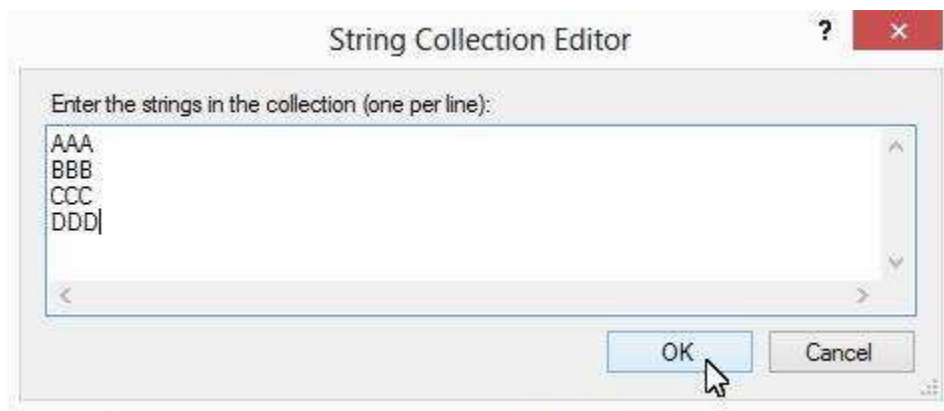 String Collection Editor
?
Enter the strings in the collection (one per line):
AAA
BBB
CCC
DDD
OK
Cancel